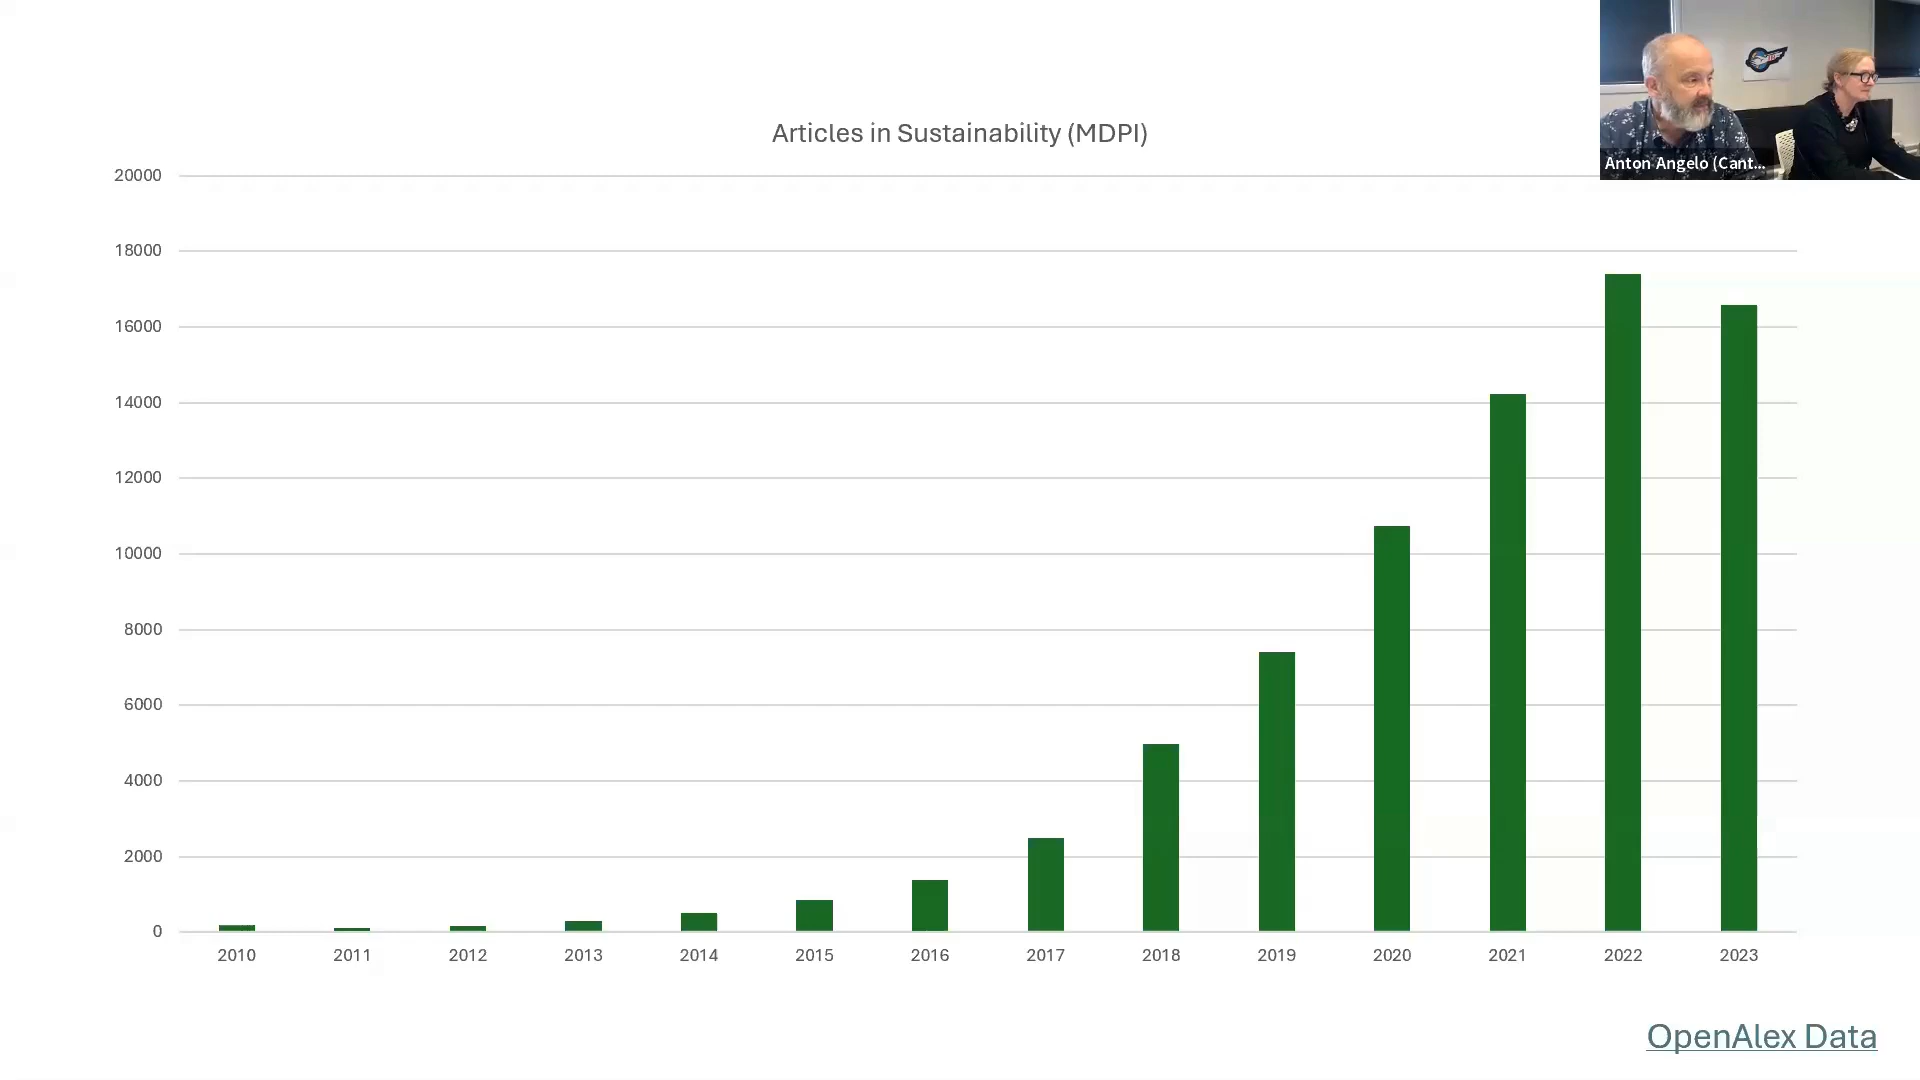 Articles in Sustainability (MDPI)
Anton Angelo (Cant...
20000
18000
16000
14000
12000
10000
8000
6000
4000
2000
0
2010 2011 2012 2013 2014 2015 2016 2017 2018 2019 2020 2021 2022 2023
OpenAlex Data